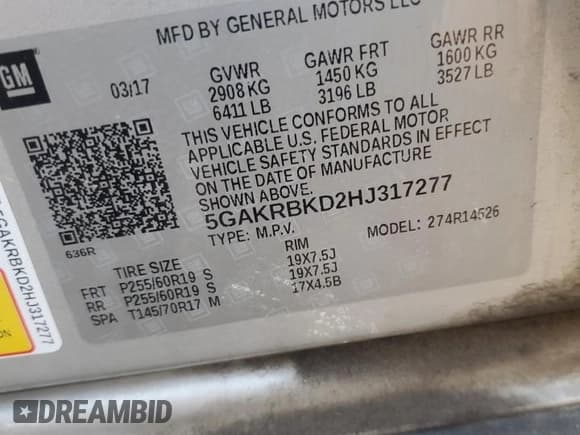 MFD BY GENERAL MOTORS LLC
GM
03/17
GVWR GAWR FRT GAWR RR
2908 KG 1450 KG 1600 KG
6411 LB 3196 LB 3527 LB
THIS VEHICLE CONFORMS TO ALL
APPLICABLE U.S. FEDERAL MOTOR
VEHICLE SAFETY STANDARDS IN EFFECT
ON THE DATE OF MANUFACTURE
SHOWN ABOVE.
5GAKRBKD2HJ317277
TYPE: M.P.V. MODEL: 274R14526
636R
TIRE SIZE RIM
FRT P255/60R19 S 19X7.5J
RR P255/60R19 S 19X7.5J
SPA T145/70R17 M 17X4.5B
5GAKRBKD2HJ317277
DREAMBID